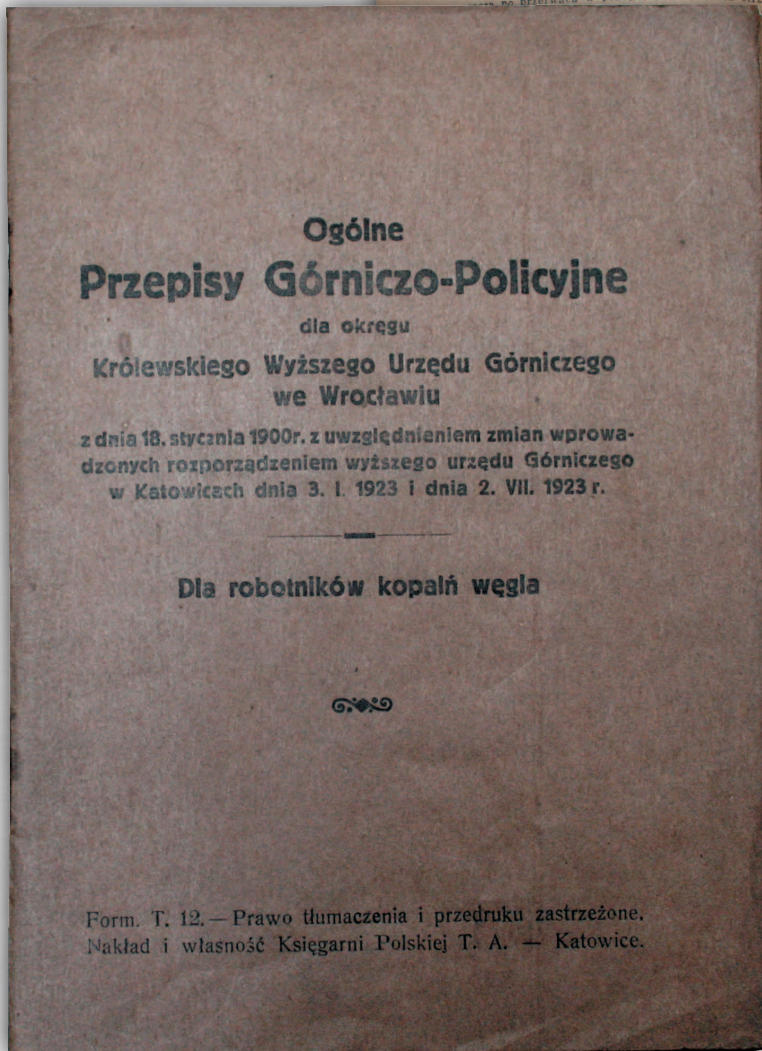 po przerwach
Ogólne
Przepisy Górniczo-Policyjne
dla okręgu
Królewskiego Wyższego Urzędu Górniczego
we Wrocławiu
z dnia 18. stycznia 1900r. z uwzględnieniem zmian wprowa-
dzonych rozporządzeniem wyższego urzędu Górniczego
w Katowicach dnia 3. I. 1923 i dnia 2. VII. 1923 r.
Dla robotników kopalń węgla
Form. T. 12. — Prawo tłumaczenia i przedruku zastrzeżone.
Nakład i własność Księgarni Polskiej T. A. — Katowice.